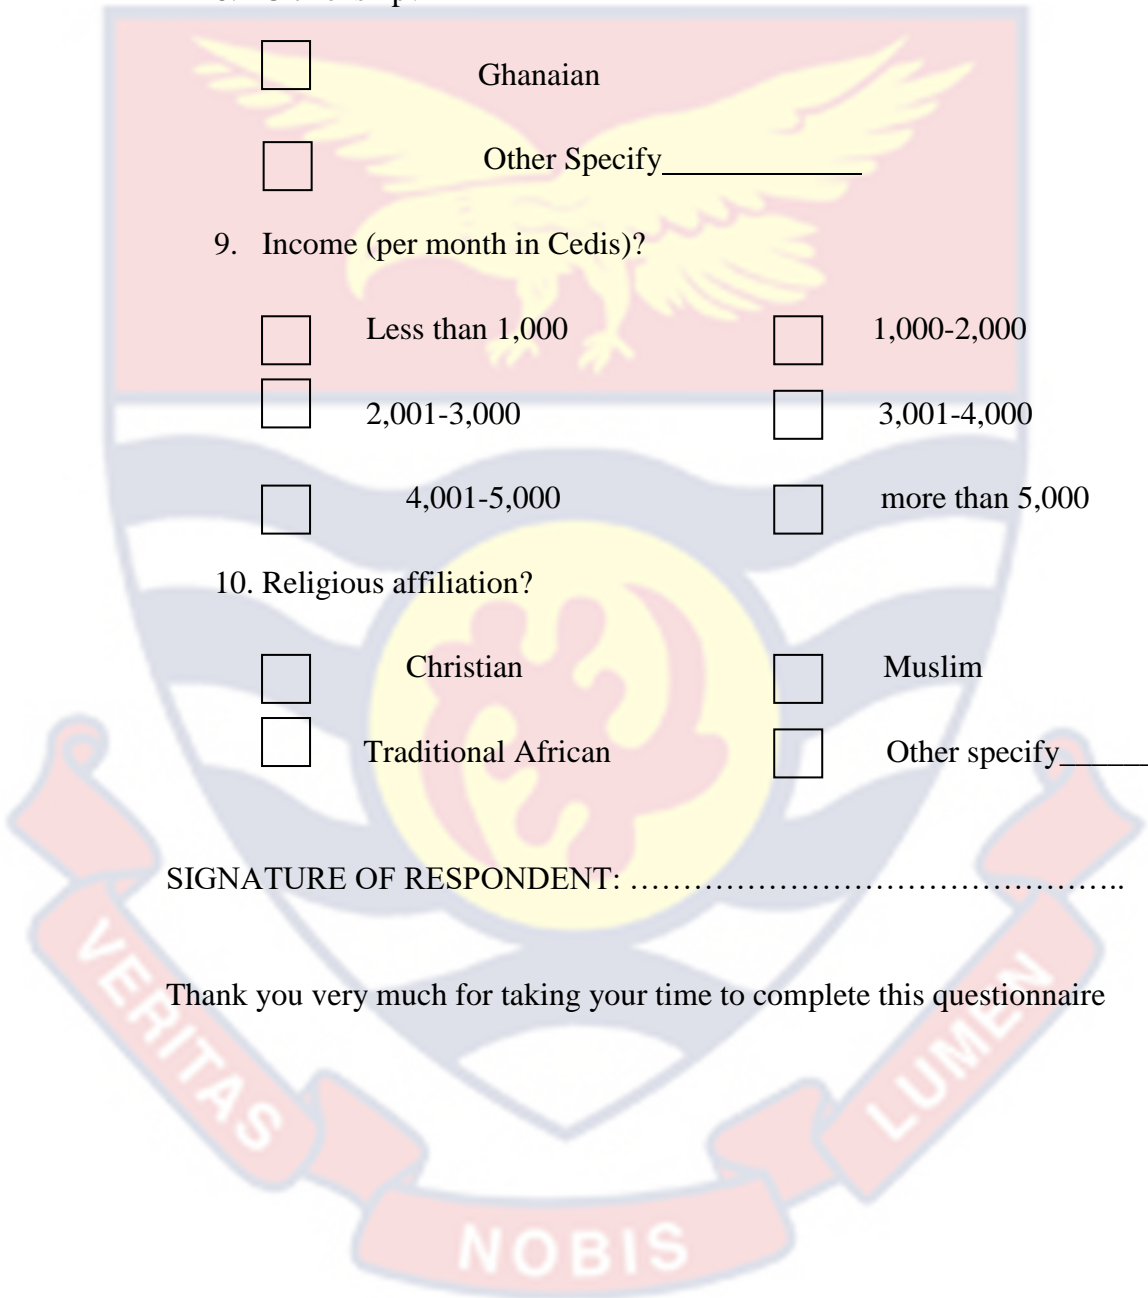 Ghanaian
Other Specify____________
9. Income (per month in Cedis)?
Less than 1,000 1,000-2,000
2,001-3,000 3,001-4,000
4,001-5,000 more than 5,000
10. Religious affiliation?
Christian Muslim
Traditional African Other specify______
SIGNATURE OF RESPONDENT: ……………………………………………..
Thank you very much for taking your time to complete this questionnaire
VERITAS
NOBIS
LUMEN